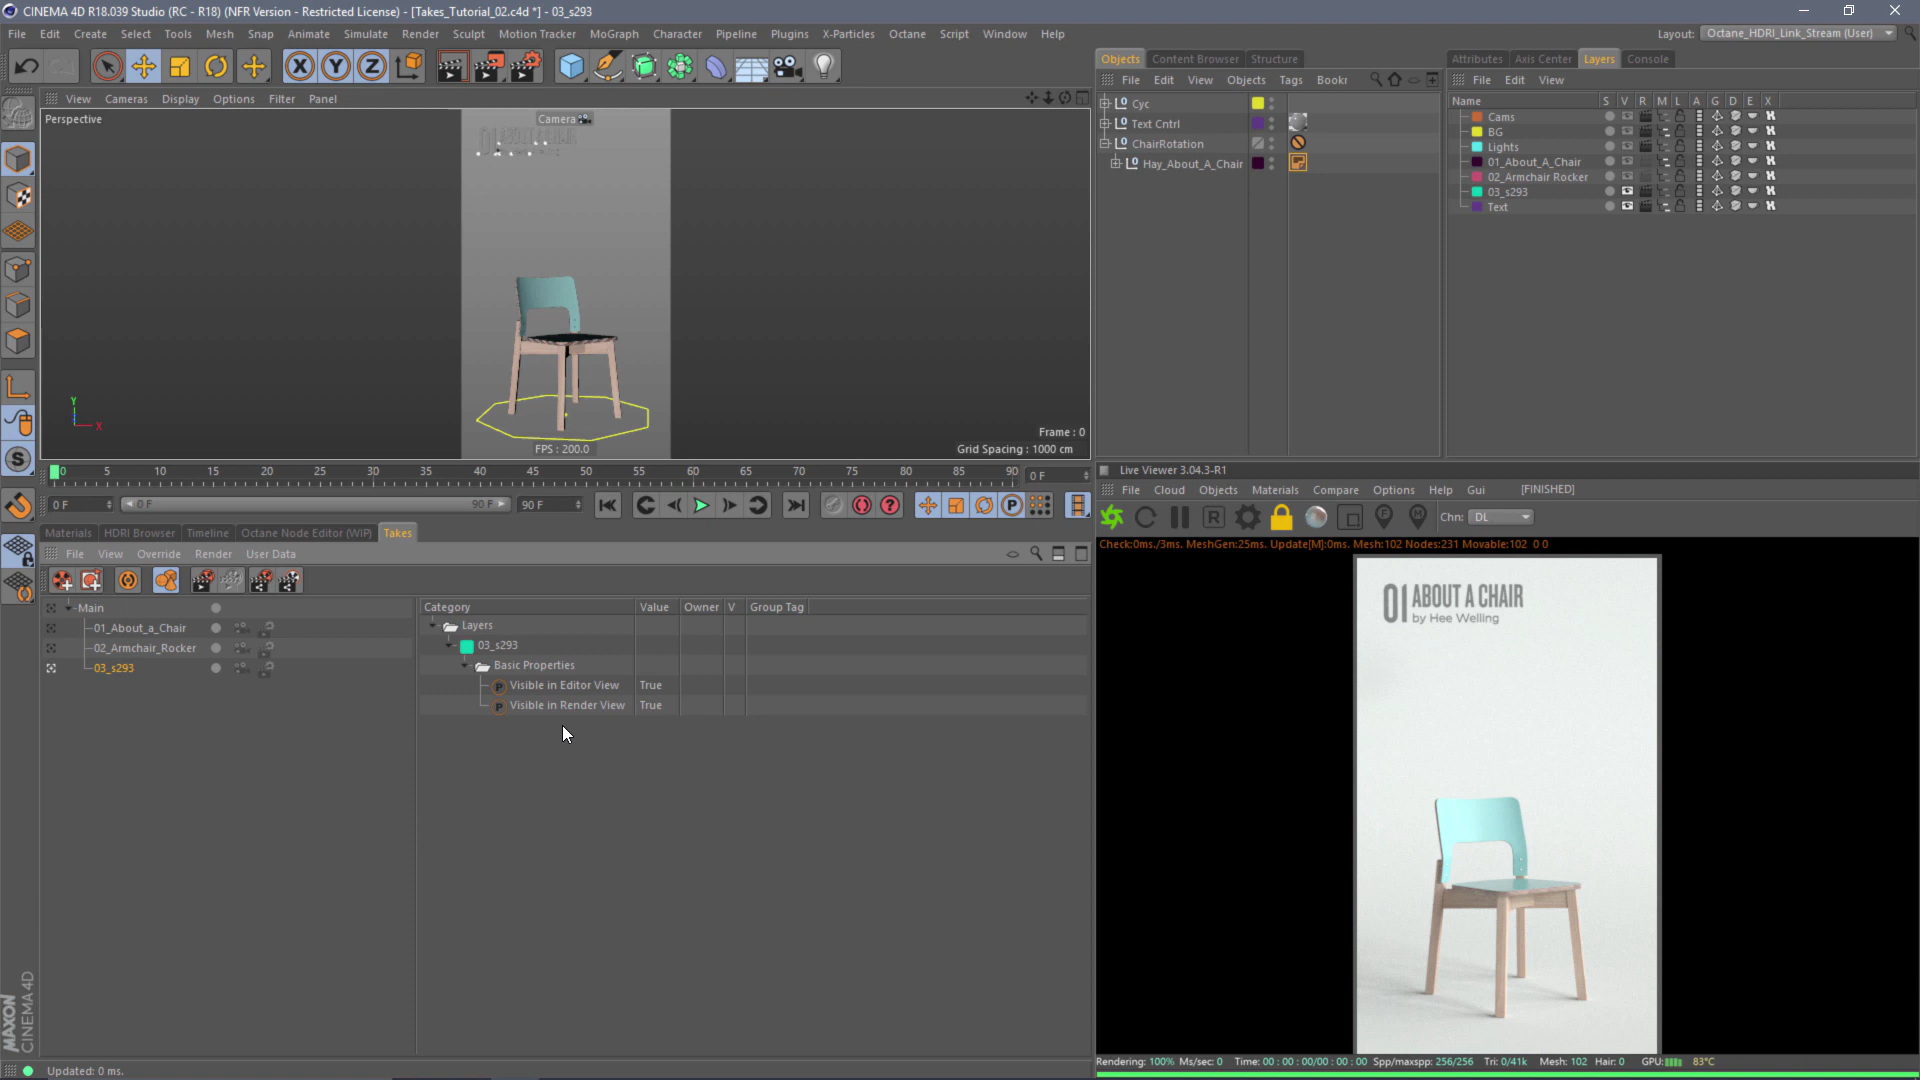 CINEMA 4D R18.039 Studio (RC - R18) (NFR Version - Restricted License) - [Takes_Tutorial_02.c4d *] - 03_s293
File Edit Create Select Tools Mesh Snap Animate Simulate Render Sculpt Motion Tracker MoGraph Character Pipeline Plugins X-Particles Octane Script Window Help
Layout: Octane_HDRI_Link_Stream (User)
X Y Z
View Cameras Display Options Filter Panel
Perspective
Camera
Y
X
Frame : 0
FPS : 200.0
Grid Spacing : 1000 cm
0 5 10 15 20 25 30 35 40 45 50 55 60 65 70 75 80 85 90
0 F
0 F 0 F 90 F 90 F
P
S
Materials HDRI Browser Timeline Octane Node Editor (WIP) Takes
File View Override Render User Data
Main
01_About_a_Chair
02_Armchair_Rocker
03_s293
Category Value Owner V Group Tag
Layers
03_s293
Basic Properties
P Visible in Editor View True
P Visible in Render View True
MAXON
CINEMA 4D
Updated: 0 ms.
Objects Content Browser Structure
File Edit View Objects Tags Bookr
Cyc
Text Cntrl
ChairRotation
Hay_About_A_Chair
Attributes Axis Center Layers Console
File Edit View
Name S V R M L A G D E X
Cams
BG
Lights
01_About_A_Chair
02_Armchair Rocker
03_s293
Text
Live Viewer 3.04.3-R1
File Cloud Objects Materials Compare Options Help Gui [FINISHED]
R F M Chn: DL
Check:0ms./3ms. MeshGen:25ms. Update[M]:0ms. Mesh:102 Nodes:231 Movable:102 0 0
01 ABOUT A CHAIR
by Hee Welling
Rendering: 100% Ms/sec: 0 Time: 00 : 00 : 00/00 : 00 : 00 Spp/maxspp: 256/256 Tri: 0/41k Mesh: 102 Hair: 0 GPU: 83°C